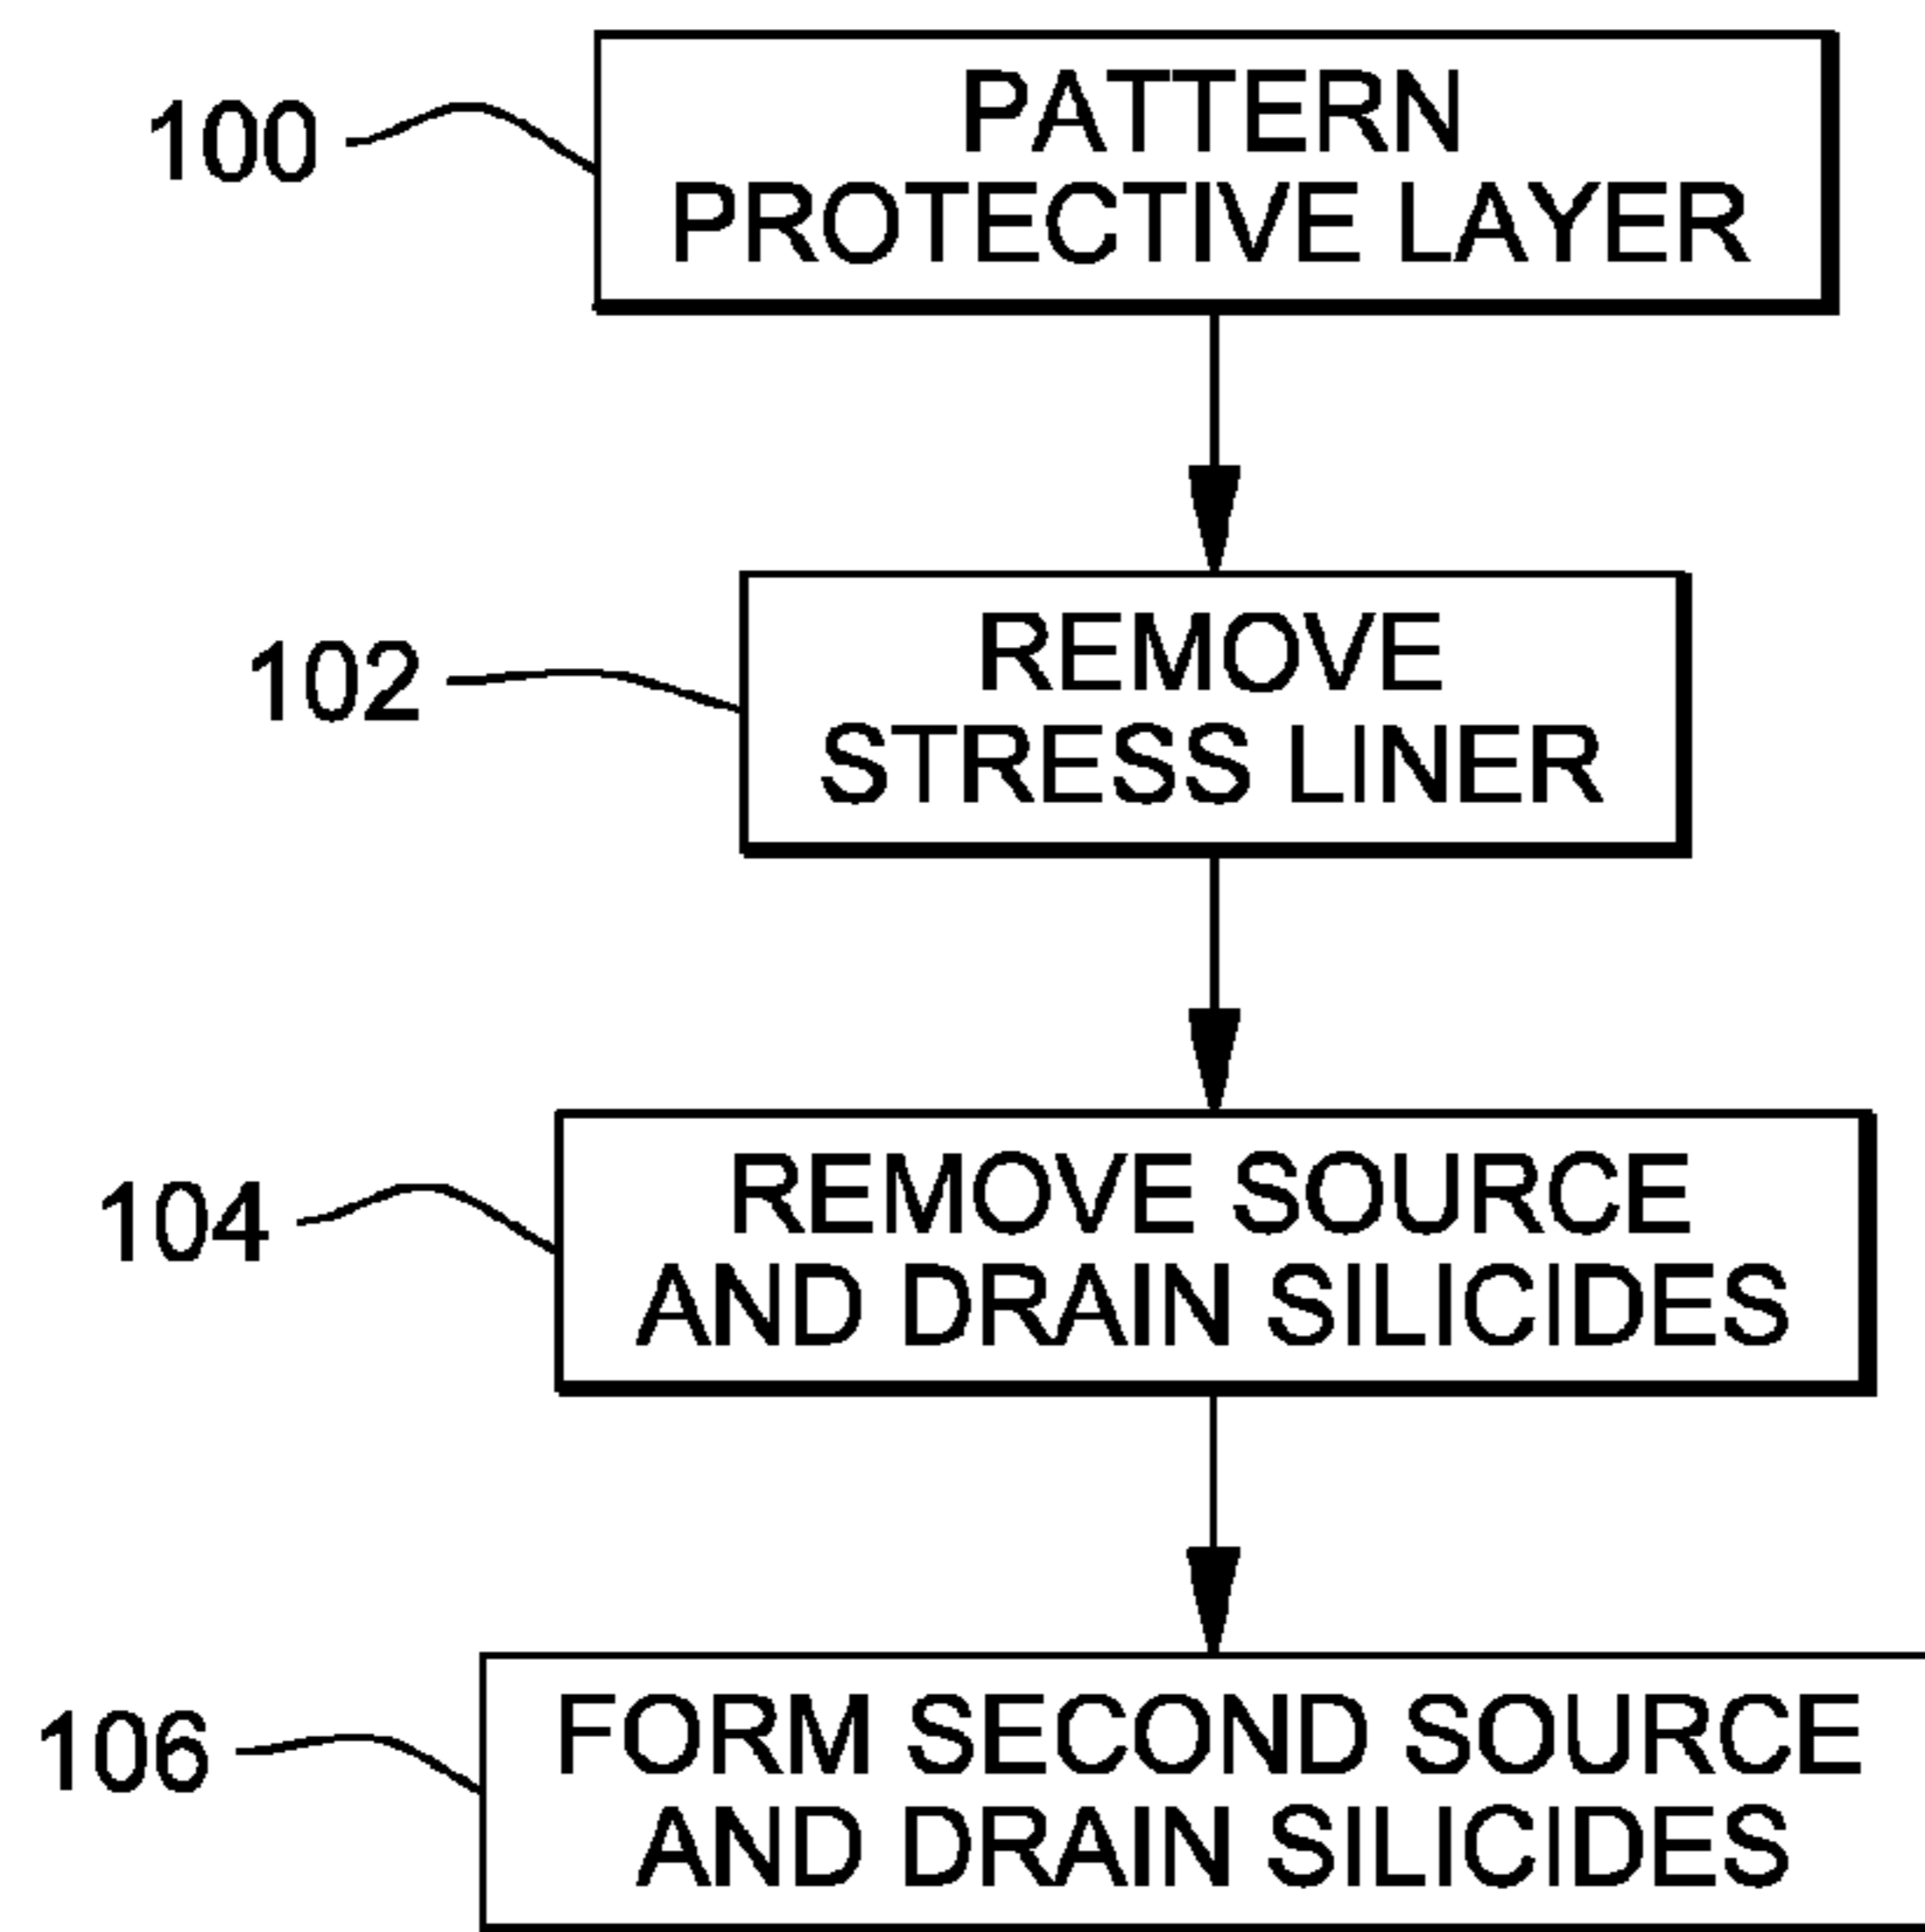 100
PATTERN
PROTECTIVE LAYER
102
REMOVE
STRESS LINER
104
REMOVE SOURCE
AND DRAIN SILICIDES
106
FORM SECOND SOURCE
AND DRAIN SILICIDES